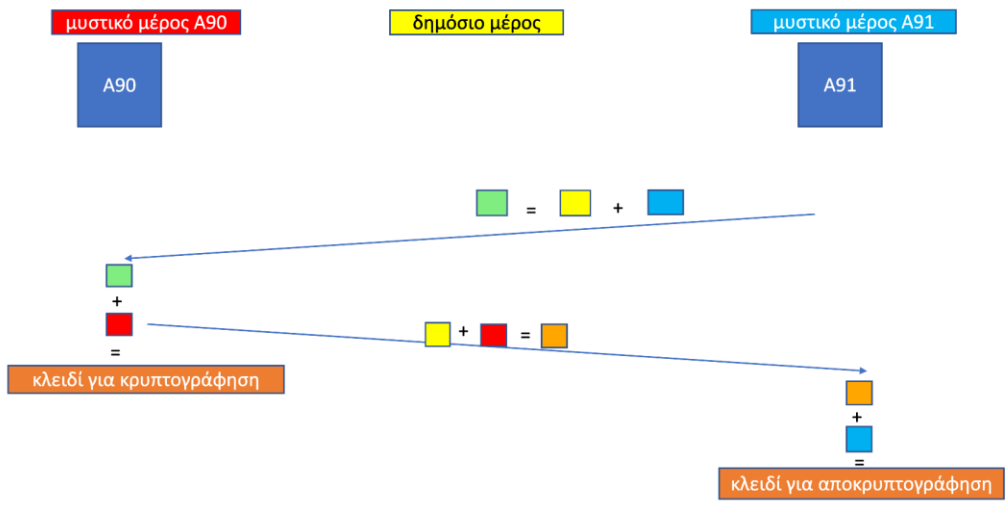 μυστικό μέρος Α90
δημόσιο μέρος
μυστικό μέρος Α91
Α90
Α91
= +
+
=
+ =
κλειδί για κρυπτογράφηση
+
=
κλειδί για αποκρυπτογράφηση